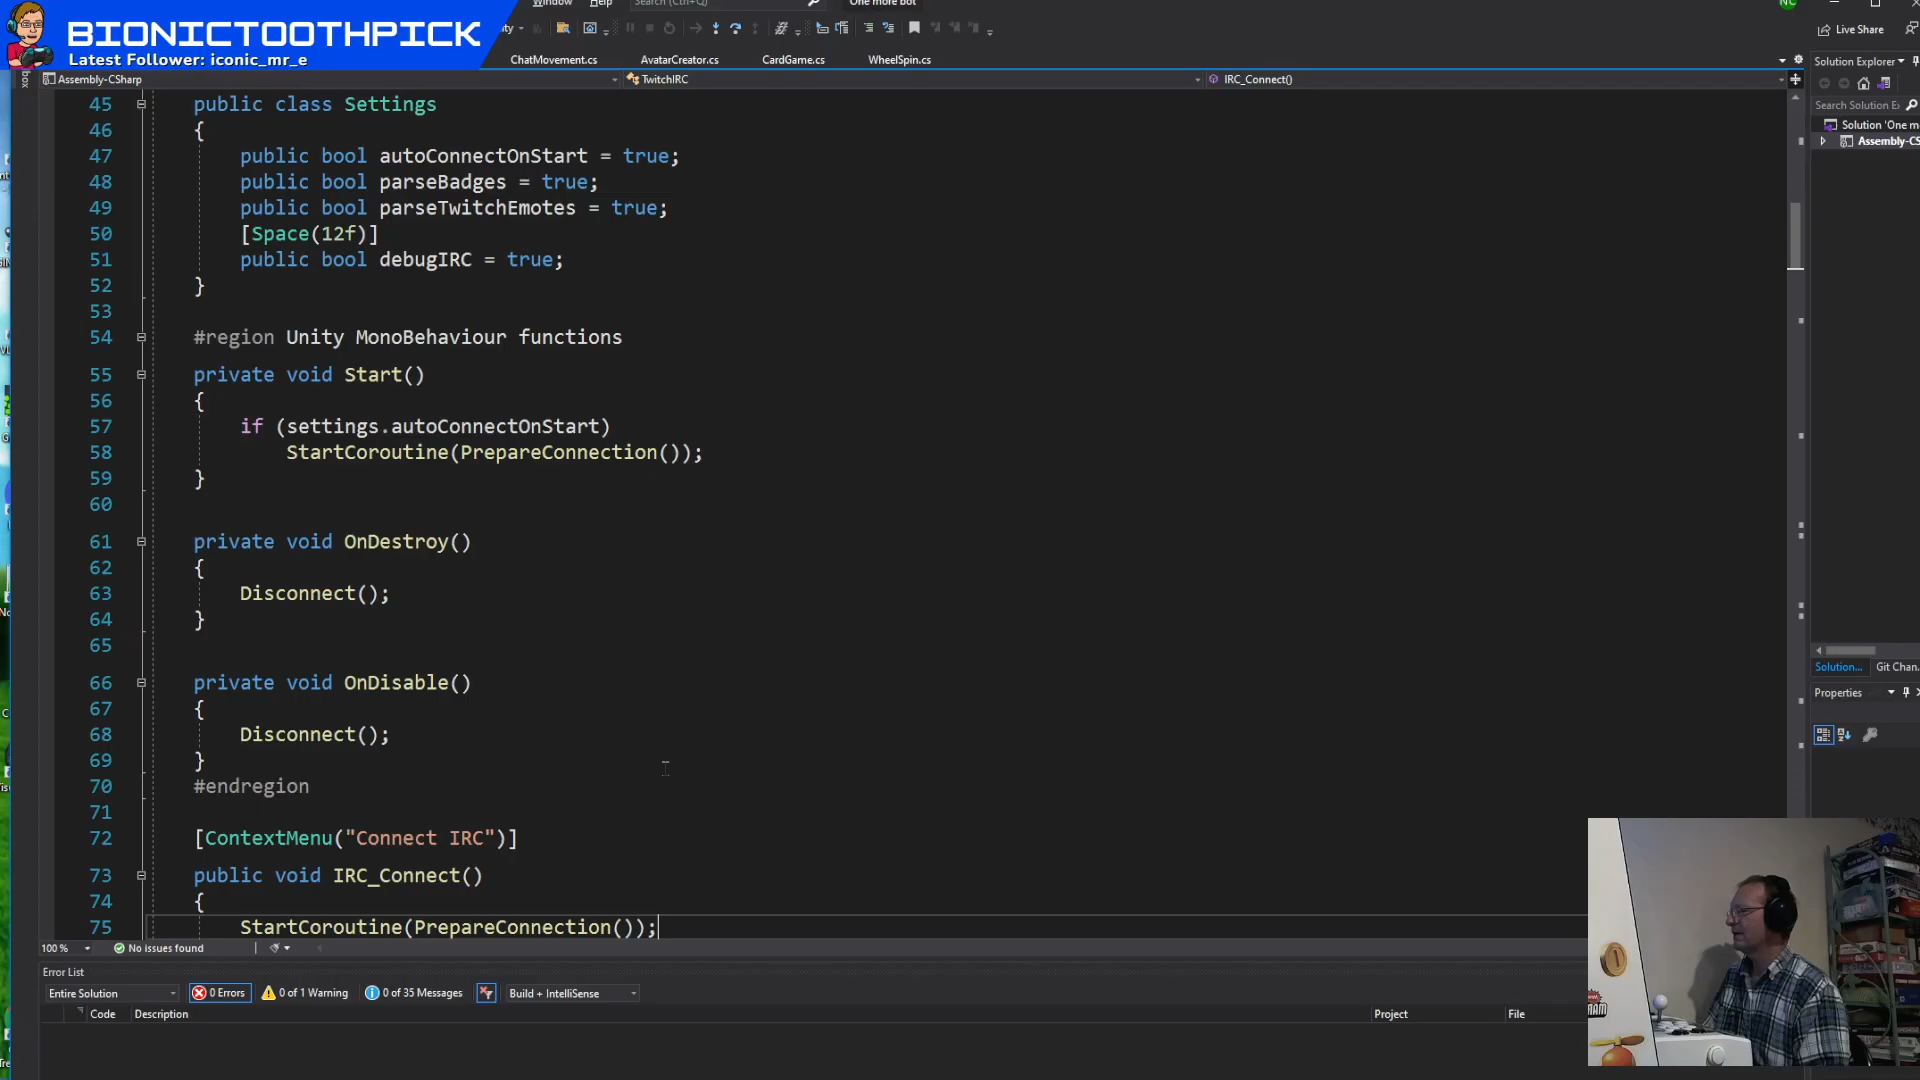 BIONICTOOTHPICK
Latest Follower: iconic_mr_e
Window Help Search (Ctrl+Q) One more bot NC
Live Share
ChatMovement.cs AvatarCreator.cs CardGame.cs WheelSpin.cs
Solution Explorer
Assembly-CSharp TwitchIRC IRC_Connect()
Search Solution Ex
Solution 'One m
Assembly-CS
45 public class Settings
46 {
47 public bool autoConnectOnStart = true;
48 public bool parseBadges = true;
49 public bool parseTwitchEmotes = true;
50 [Space(12f)]
51 public bool debugIRC = true;
52 }
53
54 #region Unity MonoBehaviour functions
55 private void Start()
56 {
57 if (settings.autoConnectOnStart)
58 StartCoroutine(PrepareConnection());
59 }
60
61 private void OnDestroy()
62 {
63 Disconnect();
64 }
65
66 private void OnDisable()
67 {
68 Disconnect();
69 }
70 #endregion
71
72 [ContextMenu("Connect IRC")]
73 public void IRC_Connect()
74 {
75 StartCoroutine(PrepareConnection());
Solution... Git Chan...
Properties
100 % No issues found
Error List
Entire Solution 0 Errors 0 of 1 Warning 0 of 35 Messages Build + IntelliSense
Code Description Project File